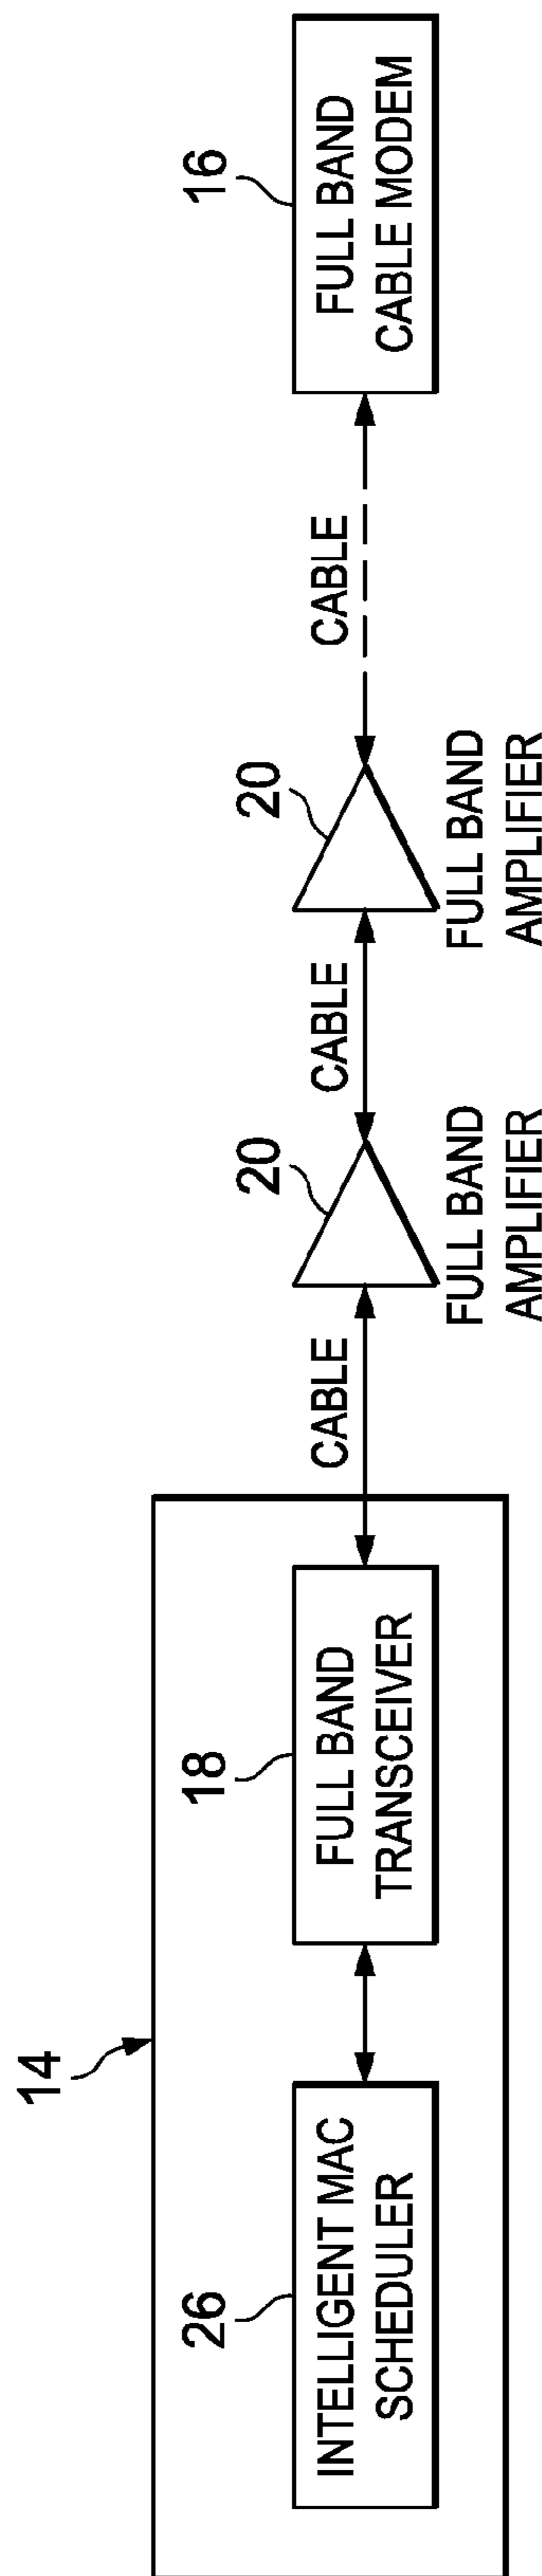 14
26
INTELLIGENT MAC
SCHEDULER
18
FULL BAND
TRANSCEIVER
CABLE
20
FULL BAND
AMPLIFIER
CABLE
20
FULL BAND
AMPLIFIER
CABLE
16
FULL BAND
CABLE MODEM